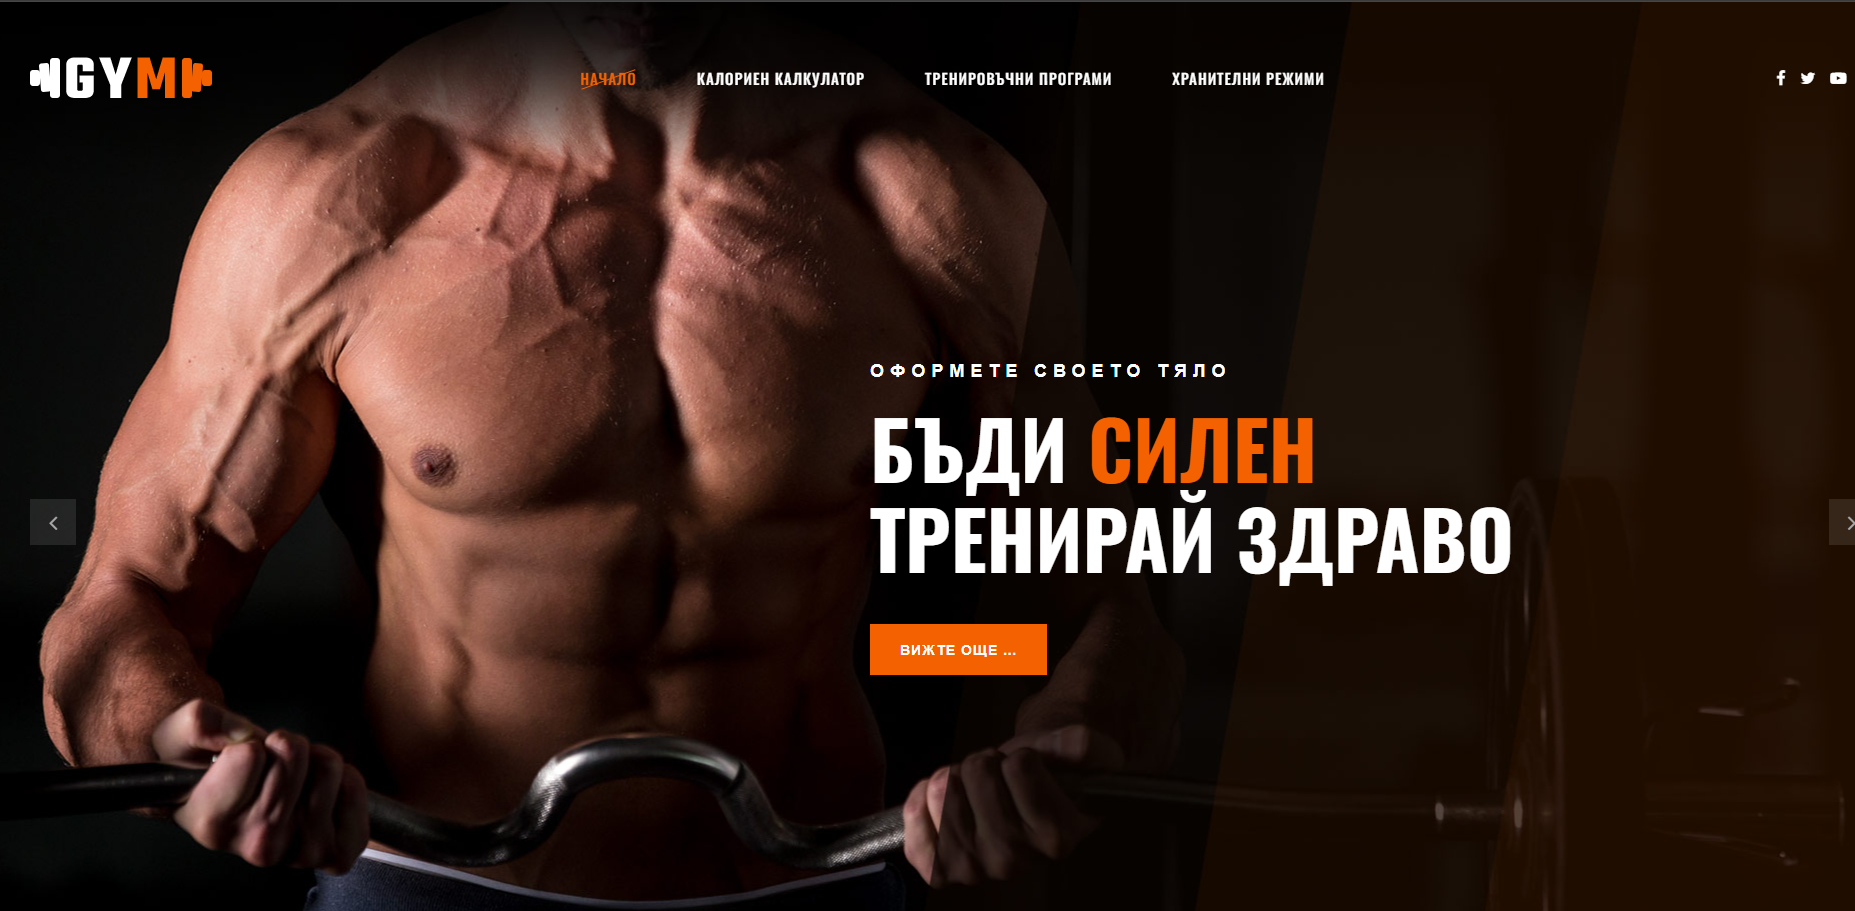 GYM
НАЧАЛО
КАЛОРИЕН КАЛКУЛАТОР
ТРЕНИРОВЪЧНИ ПРОГРАМИ
ХРАНИТЕЛНИ РЕЖИМИ
ОФОРМЕТЕ СВОЕТО ТЯЛО
БЪДИ СИЛЕН
ТРЕНИРАЙ ЗДРАВО
ВИЖТЕ ОЩЕ ...